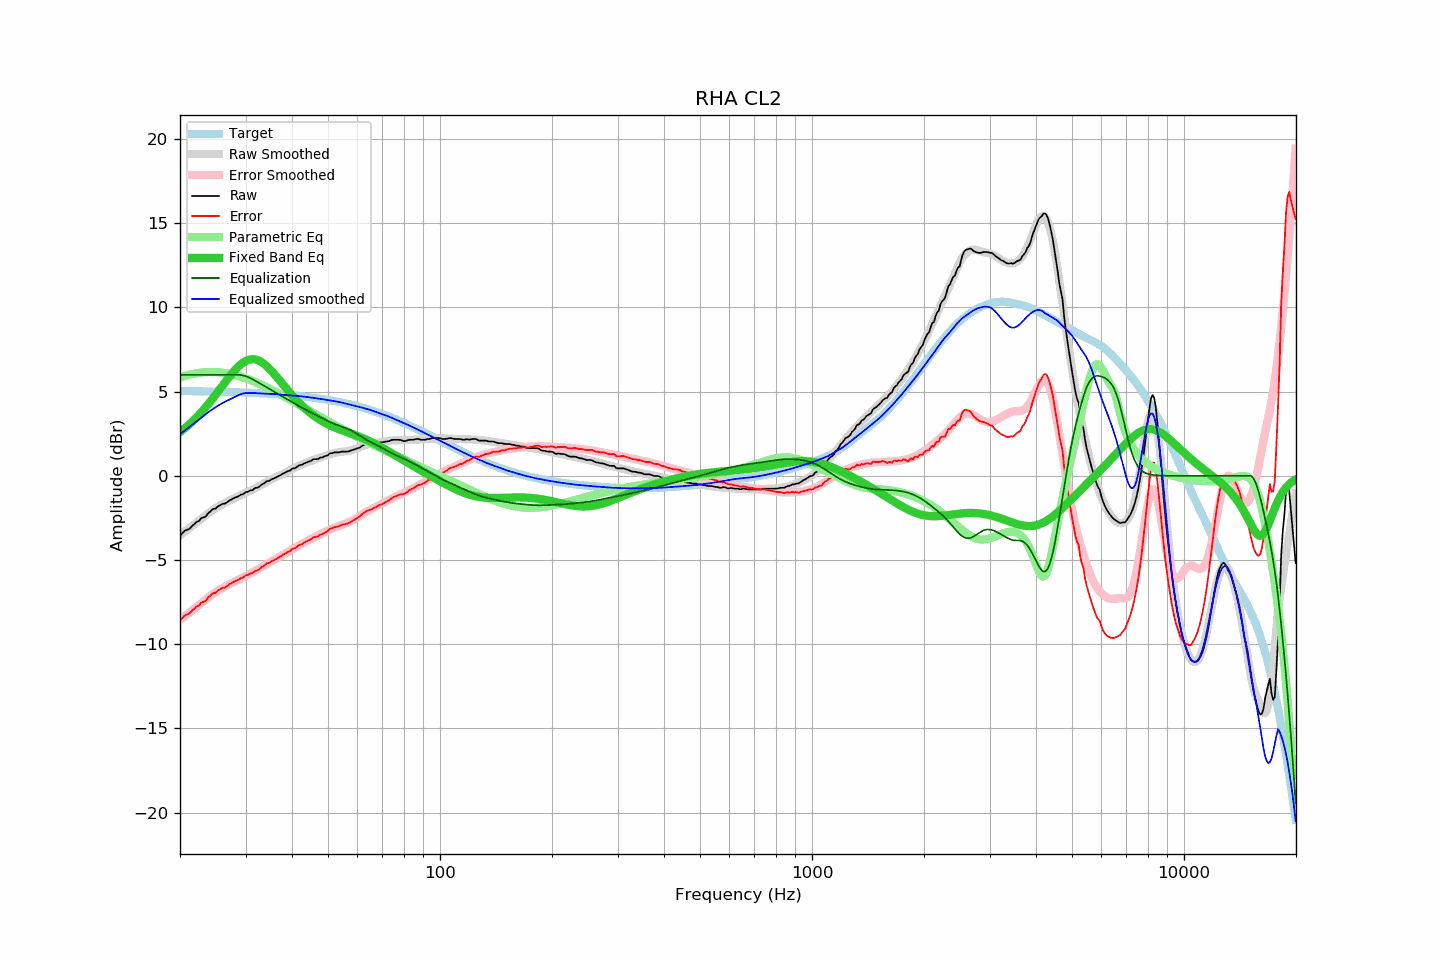 RHA CL2
Target
Raw Smoothed
Error Smoothed
Raw
Error
Parametric Eq
Fixed Band Eq
Equalization
Equalized smoothed
20
15
10
5
0
−5
−10
−15
−20
Amplitude (dBr)
100
1000
10000
Frequency (Hz)